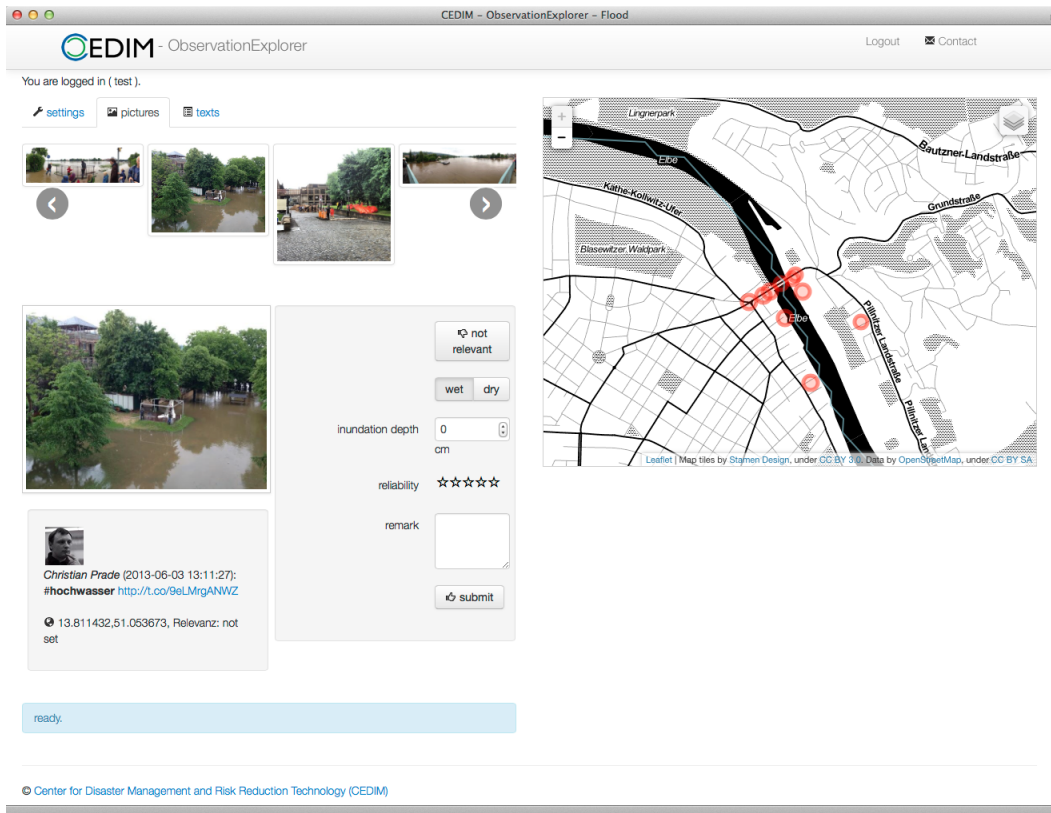 CEDIM – ObservationExplorer – Flood
CEDIM - ObservationExplorer
Logout
Contact
You are logged in ( test ).
settings
pictures
texts
not
relevant
wet
dry
inundation depth
0
cm
reliability
remark
submit
Christian Prade (2013-06-03 13:11:27):
#hochwasser http://t.co/9eLMrgANWZ
13.811432,51.053673, Relevanz: not
set
ready.
© Center for Disaster Management and Risk Reduction Technology (CEDIM)
+
-
Lingnerpark
Elbe
Bautzner-Landstraße
Käthe-Kollwitz-Ufer
Grundstraße
Blasewitzer Waldpark
Elbe
Pillnitzer Landstraße
Pillnitzer Lan
Leaflet | Map tiles by Stamen Design, under CC BY 3.0. Data by OpenStreetMap, under CC BY SA